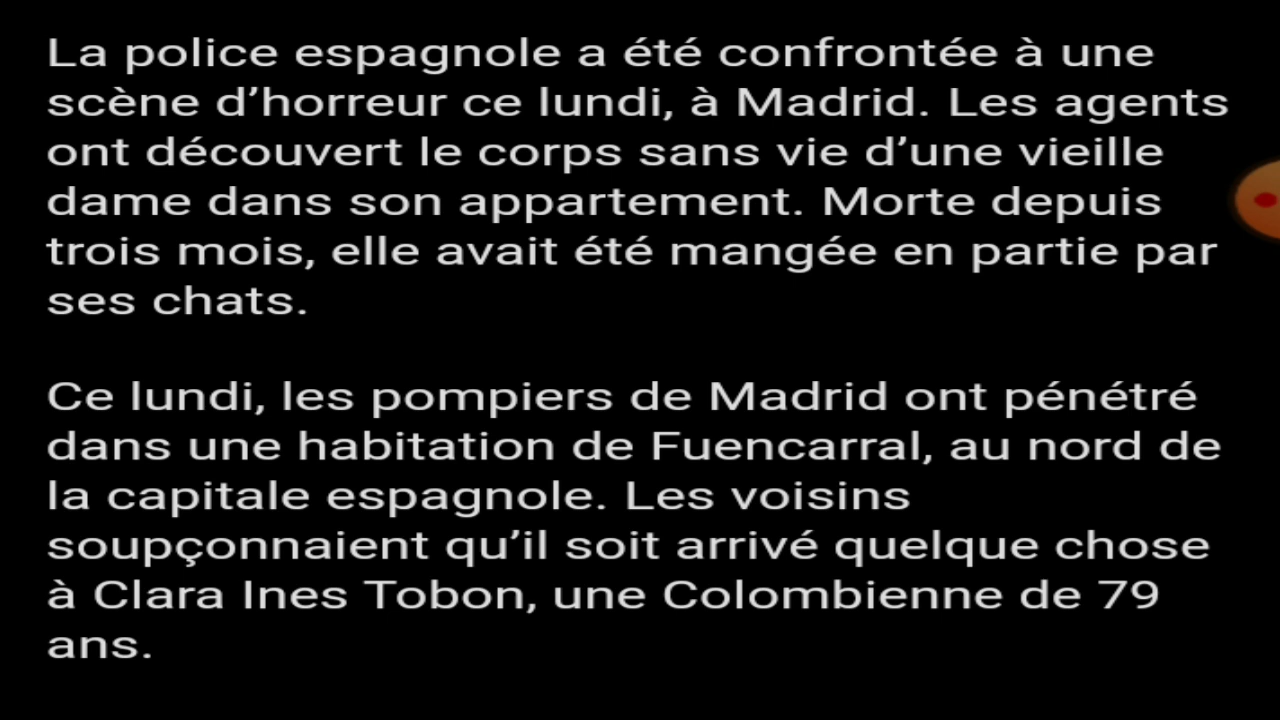 La police espagnole a été confrontée à une
scène d’horreur ce lundi, à Madrid. Les agents
ont découvert le corps sans vie d’une vieille
dame dans son appartement. Morte depuis
trois mois, elle avait été mangée en partie par
ses chats.
Ce lundi, les pompiers de Madrid ont pénétré
dans une habitation de Fuencarral, au nord de
la capitale espagnole. Les voisins
soupçonnaient qu’il soit arrivé quelque chose
à Clara Ines Tobon, une Colombienne de 79
ans.